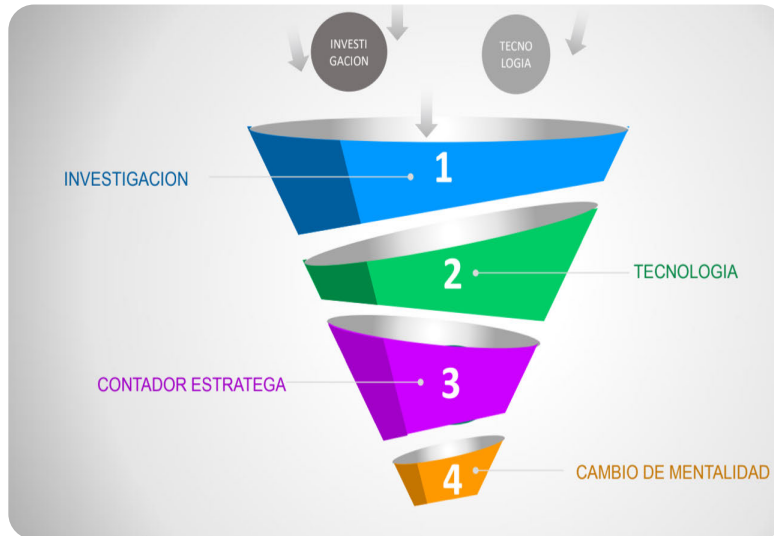 INVESTI
GACION
TECNO
LOGIA
1
INVESTIGACION
2
TECNOLOGIA
3
CONTADOR ESTRATEGA
4
CAMBIO DE MENTALIDAD